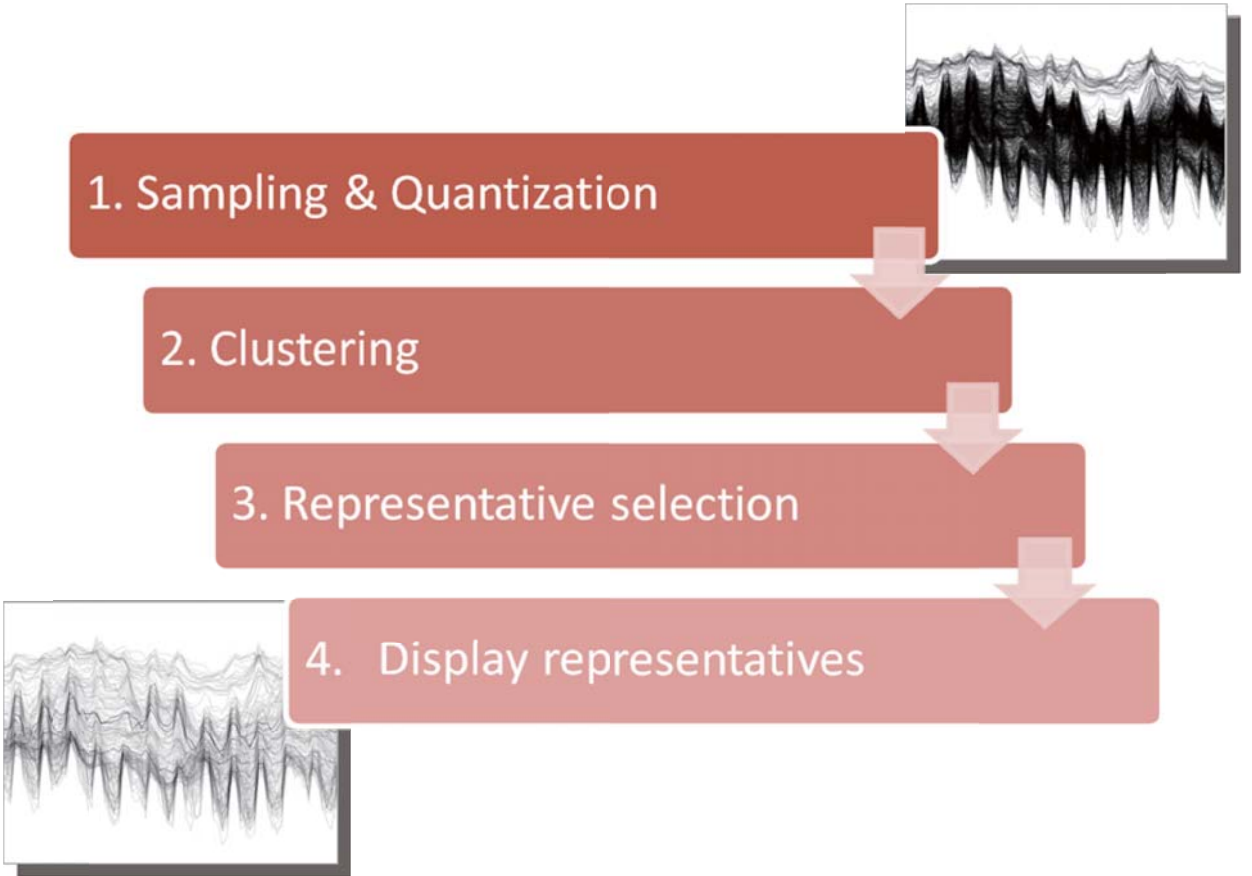 1. Sampling & Quantization
2. Clustering
3. Representative selection
4. Display representatives